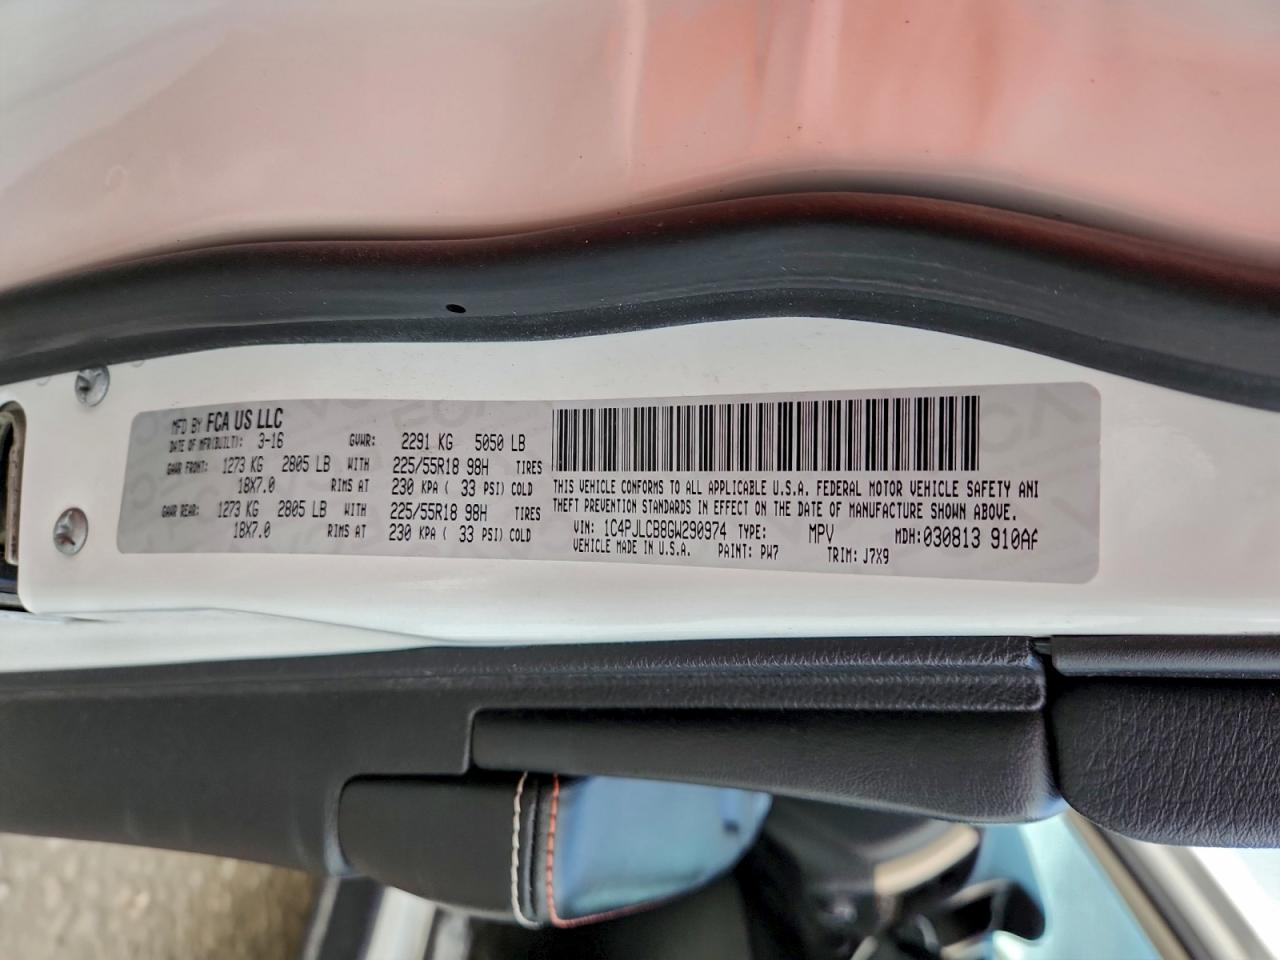 MFD BY FCA US LLC
DATE OF MFR(BUILT): 3-16 GVWR: 2291 KG 5050 LB
GAWR FRONT: 1273 KG 2805 LB WITH 225/55R18 98H TIRES
18X7.0 RIMS AT 230 KPA ( 33 PSI) COLD
GAWR REAR: 1273 KG 2805 LB WITH 225/55R18 98H TIRES
18X7.0 RIMS AT 230 KPA ( 33 PSI) COLD
THIS VEHICLE CONFORMS TO ALL APPLICABLE U.S.A. FEDERAL MOTOR VEHICLE SAFETY AND
THEFT PREVENTION STANDARDS IN EFFECT ON THE DATE OF MANUFACTURE SHOWN ABOVE.
VIN: 1C4PJLCB8GW290974 TYPE: MPV MDH: 030813 910AF
VEHICLE MADE IN U.S.A. PAINT: PW7 TRIM: J7X9